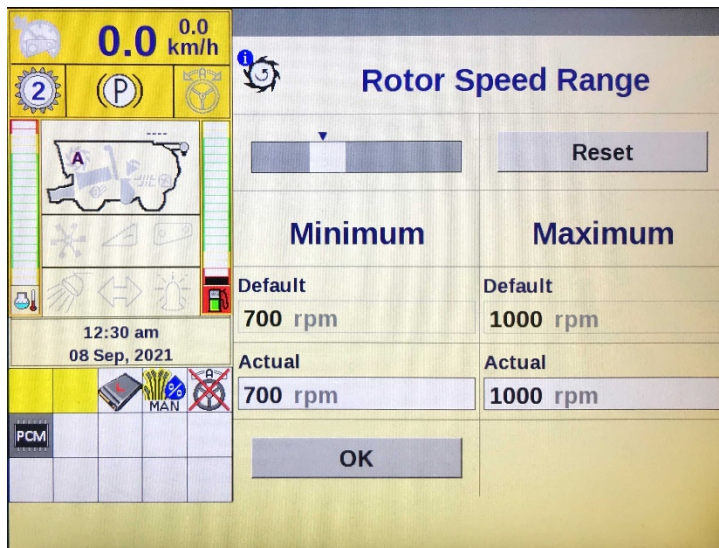 0.0 0.0
km/h
2 (P)
Rotor Speed Range
----
A
Reset
Minimum Maximum
Default Default
700 rpm 1000 rpm
12:30 am
08 Sep, 2021
Actual Actual
700 rpm 1000 rpm
A
MAN
PCM
OK